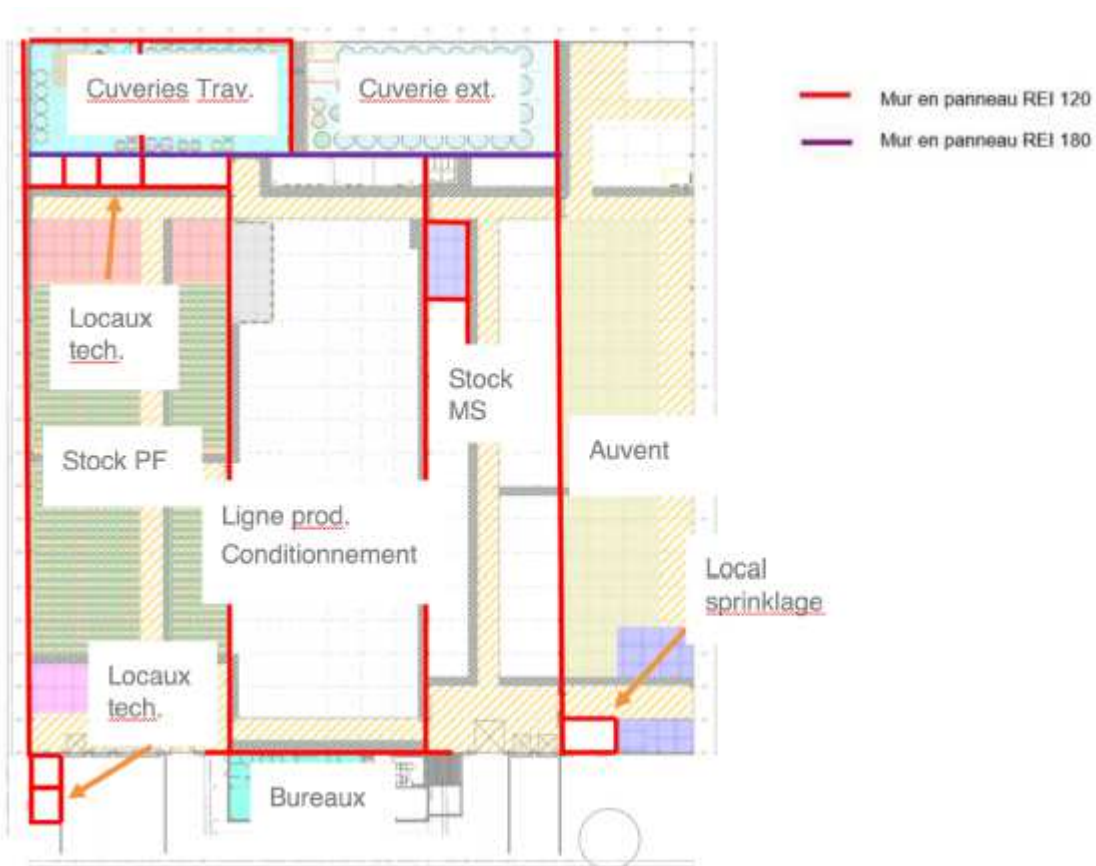 Cuveries Trav.
Cuverie ext.
Mur en panneau REI 120
Mur en panneau REI 180
Locaux
tech.
Stock
MS
Stock PF
Auvent
Ligne prod.
Conditionnement
Local
sprinklage
Locaux
tech.
Bureaux